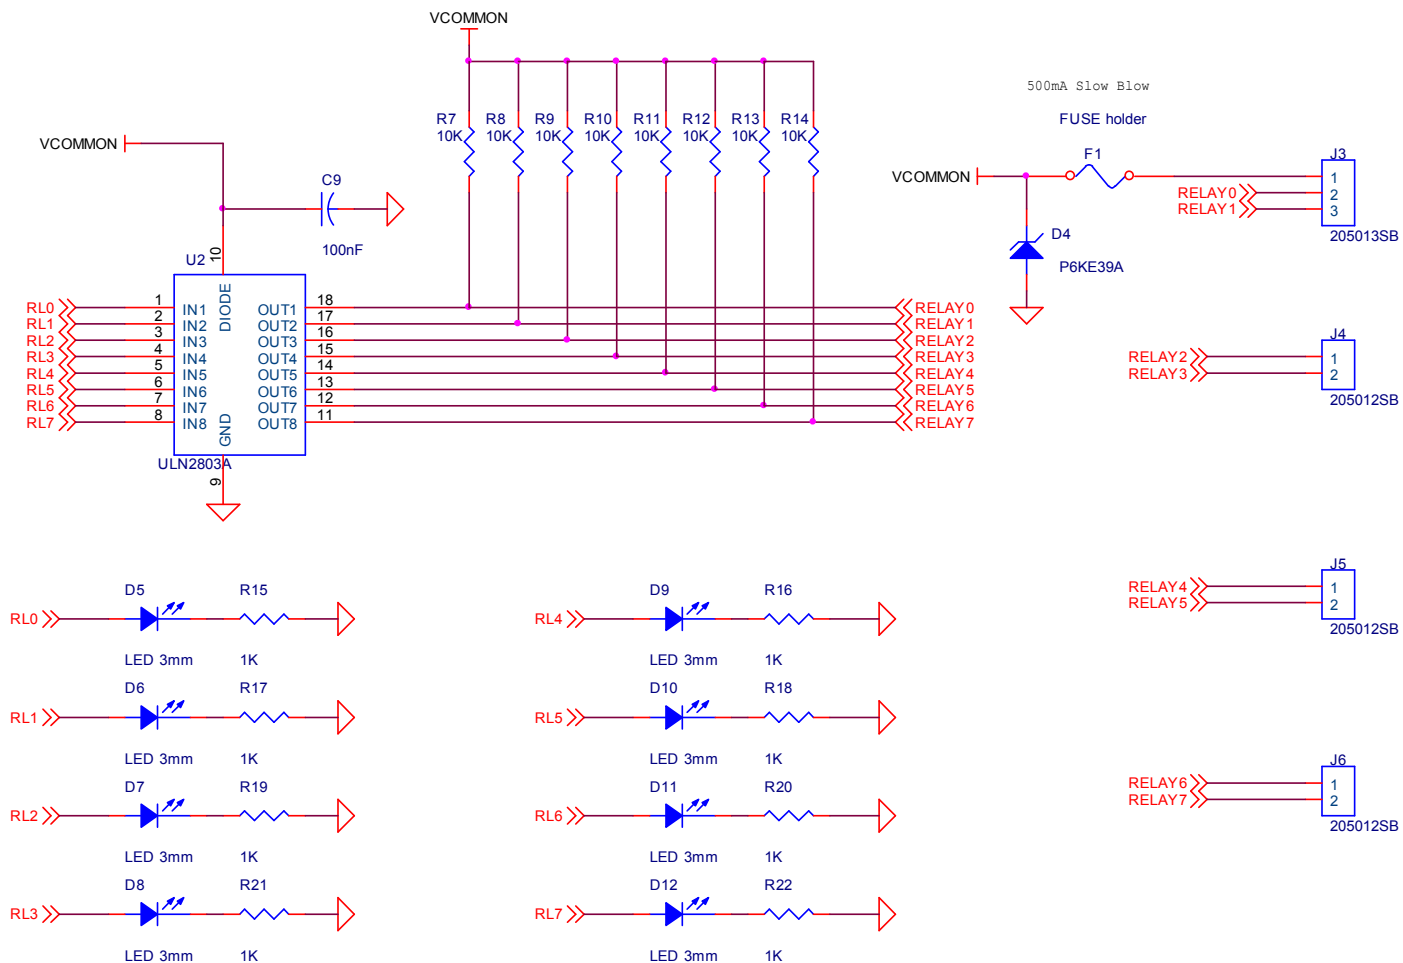 VCOMMON
500mA Slow Blow
FUSE holder
R7 R8 R9 R10 R11 R12 R13 R14
10K 10K 10K 10K 10K 10K 10K 10K
VCOMMON
F1
J3
VCOMMON
1
RELAY0 2
RELAY1 3
205013SB
C9
100nF
D4
P6KE39A
U2
10
DIODE
RL0 1 IN1 OUT1 18 RELAY0
RL1 2 IN2 OUT2 17 RELAY1
RL2 3 IN3 OUT3 16 RELAY2
RL3 4 IN4 OUT4 15 RELAY3
RL4 5 IN5 OUT5 14 RELAY4
RL5 6 IN6 OUT6 13 RELAY5
RL6 7 IN7 OUT7 12 RELAY6
RL7 8 IN8 OUT8 11 RELAY7
GND
ULN2803A
9
J4
RELAY2 1
RELAY3 2
205012SB
J5
RELAY4 1
RELAY5 2
205012SB
J6
RELAY6 1
RELAY7 2
205012SB
D5 R15
RL0
LED 3mm 1K
D6 R17
RL1
LED 3mm 1K
D7 R19
RL2
LED 3mm 1K
D8 R21
RL3
LED 3mm 1K
D9 R16
RL4
LED 3mm 1K
D10 R18
RL5
LED 3mm 1K
D11 R20
RL6
LED 3mm 1K
D12 R22
RL7
LED 3mm 1K